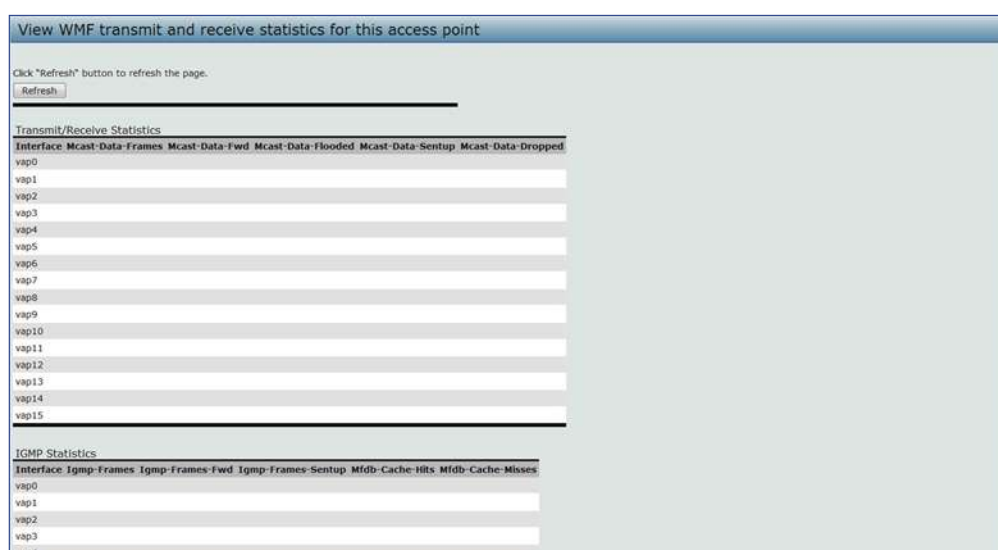 View WMF transmit and receive statistics for this access point
Click "Refresh" button to refresh the page.
Refresh
Transmit/Receive Statistics
Interface Mcast-Data-Frames Mcast-Data-Fwd Mcast-Data-Flooded Mcast-Data-Sentup Mcast-Data-Dropped
vap0
vap1
vap2
vap3
vap4
vap5
vap6
vap7
vap8
vap9
vap10
vap11
vap12
vap13
vap14
vap15
IGMP Statistics
Interface Igmp-Frames Igmp-Frames-Fwd Igmp-Frames-Sentup Mfdb-Cache-Hits Mfdb-Cache-Misses
vap0
vap1
vap2
vap3